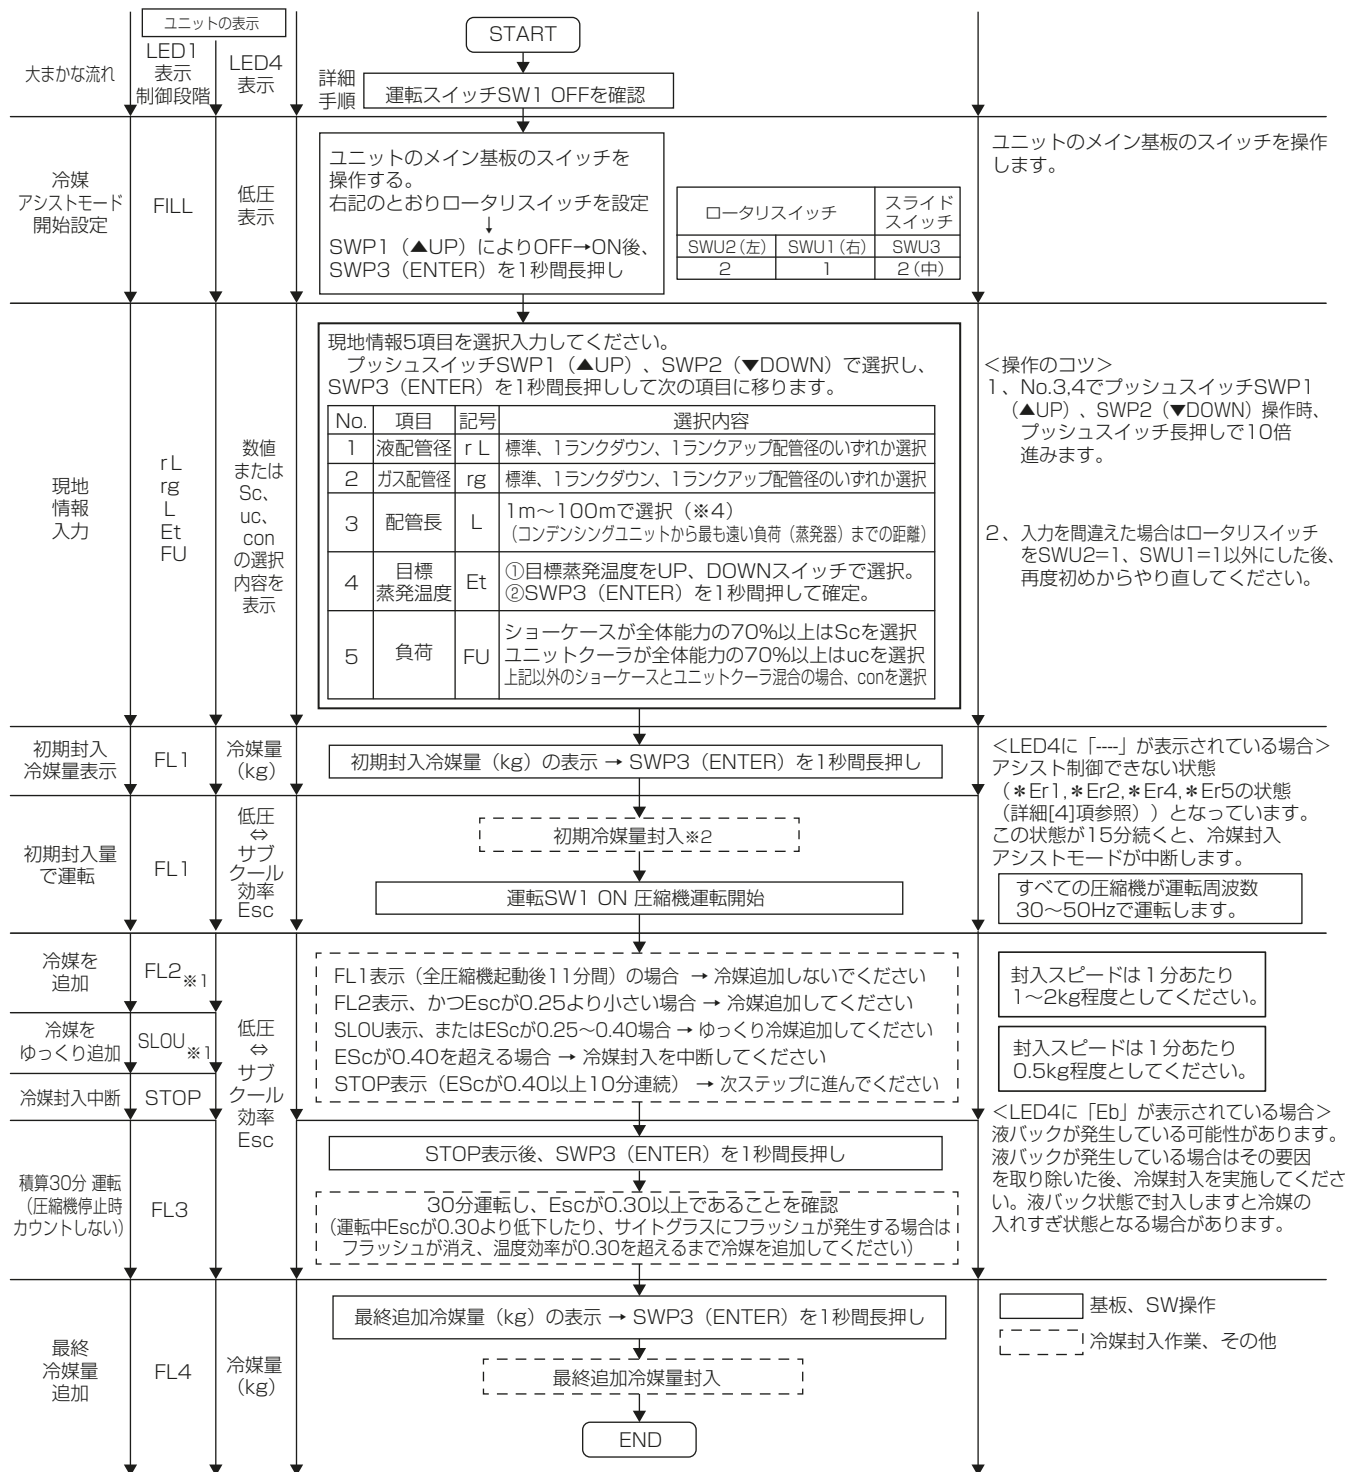 ユニットの表示
大まかな流れ
LED1
表示
制御段階
LED4
表示
詳細
手順
START
運転スイッチSW1 OFFを確認
冷媒
アシストモード
開始設定
FILL
低圧
表示
ユニットのメイン基板のスイッチを
操作する。
右記のとおりロータリスイッチを設定
↓
SWP1（▲UP）によりOFF→ON後、
SWP3（ENTER）を1秒間長押し
ロータリスイッチ
スライド
スイッチ
SWU2（左） SWU1（右） SWU3
2 1 2（中）
ユニットのメイン基板のスイッチを操作
します。
現地
情報
入力
rL
rg
L
Et
FU
数値
または
Sc、
uc、
con
の選択
内容を
表示
現地情報5項目を選択入力してください。
プッシュスイッチSWP1（▲UP）、SWP2（▼DOWN）で選択し、
SWP3（ENTER）を1秒間長押しして次の項目に移ります。
No. 項目 記号 選択内容
1 液配管径 rL 標準、1ランクダウン、1ランクアップ配管径のいずれか選択
2 ガス配管径 rg 標準、1ランクダウン、1ランクアップ配管径のいずれか選択
3 配管長 L 1m～100mで選択（※4）
（コンデンシングユニットから最も遠い負荷（蒸発器）までの距離）
4 目標
蒸発温度 Et ①目標蒸発温度をUP、DOWNスイッチで選択。
②SWP3（ENTER）を1秒間押して確定。
5 負荷 FU ショーケースが全体能力の70%以上はScを選択
ユニットクーラが全体能力の70%以上はucを選択
上記以外のショーケースとユニットクーラ混合の場合、conを選択
＜操作のコツ＞
1、No.3,4でプッシュスイッチSWP1
（▲UP）、SWP2（▼DOWN）操作時、
プッシュスイッチ長押しで10倍
進みます。
2、入力を間違えた場合はロータリスイッチ
をSWU2=1、SWU1=1以外にした後、
再度初めからやり直してください。
初期封入
冷媒量表示
FL1
冷媒量
（kg）
初期封入冷媒量（kg）の表示 → SWP3（ENTER）を1秒間長押し
初期封入量
で運転
FL1
低圧
⇔
サブ
クール
効率
Esc
初期冷媒量封入※2
運転SW1 ON 圧縮機運転開始
＜LED4に「----」が表示されている場合＞
アシスト制御できない状態
（＊Er1,＊Er2,＊Er4,＊Er5の状態
（詳細[4]項参照））となっています。
この状態が15分続くと、冷媒封入
アシストモードが中断します。
すべての圧縮機が運転周波数
30～50Hzで運転します。
冷媒を
追加
FL2※1
冷媒を
ゆっくり追加
SLOU※1
冷媒封入中断
STOP
低圧
⇔
サブ
クール
効率
Esc
FL1表示（全圧縮機起動後11分間）の場合 → 冷媒追加しないでください
FL2表示、かつEscが0.25より小さい場合 → 冷媒追加してください
SLOU表示、またはEScが0.25～0.40場合 → ゆっくり冷媒追加してください
EScが0.40を超える場合 → 冷媒封入を中断してください
STOP表示（EScが0.40以上10分連続） → 次ステップに進んでください
封入スピードは1分あたり
1～2kg程度としてください。
封入スピードは1分あたり
0.5kg程度としてください。
積算30分 運転
（圧縮機停止時
カウントしない）
FL3
STOP表示後、SWP3（ENTER）を1秒間長押し
30分運転し、Escが0.30以上であることを確認
（運転中Escが0.30より低下したり、サイトグラスにフラッシュが発生する場合は
フラッシュが消え、温度効率が0.30を超えるまで冷媒を追加してください）
＜LED4に「Eb」が表示されている場合＞
液バックが発生している可能性があります。
液バックが発生している場合はその要因
を取り除いた後、冷媒封入を実施してくださ
い。液バック状態で封入しますと冷媒の
入れすぎ状態となる場合があります。
最終
冷媒量
追加
FL4
冷媒量
（kg）
最終追加冷媒量（kg）の表示 → SWP3（ENTER）を1秒間長押し
最終追加冷媒量封入
END
基板、SW操作
冷媒封入作業、その他